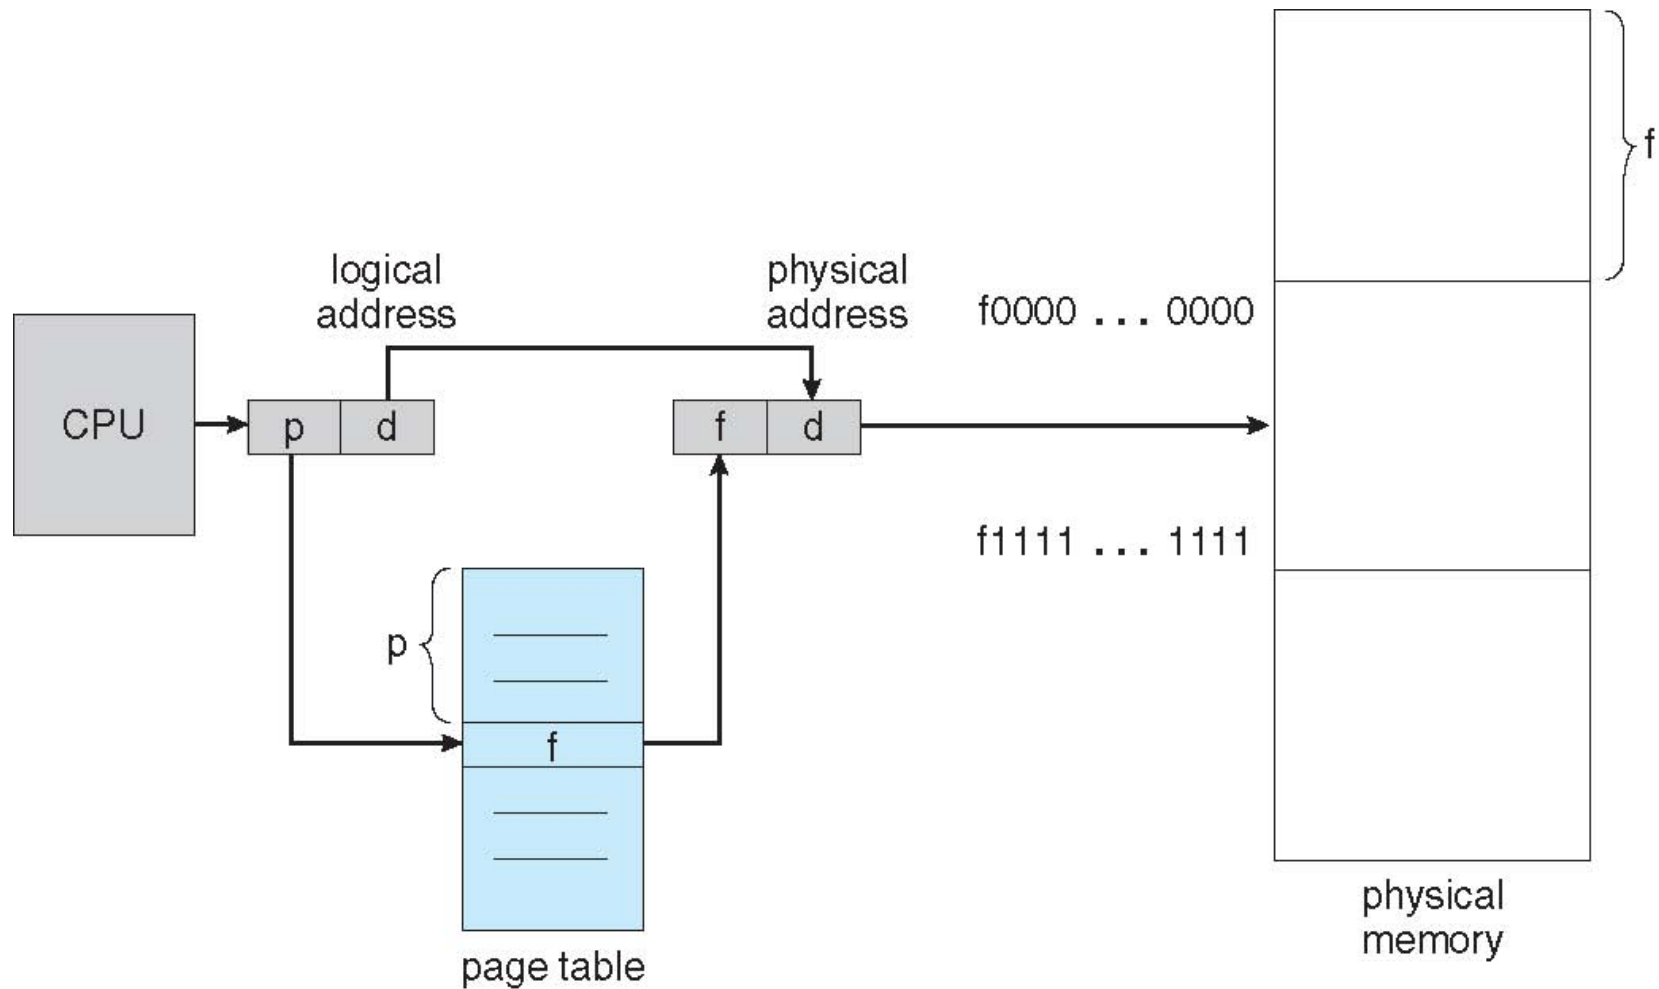 f
logical
address
physical
address
f0000 ... 0000
CPU
p
d
f
d
f1111 ... 1111
p
f
page table
physical
memory